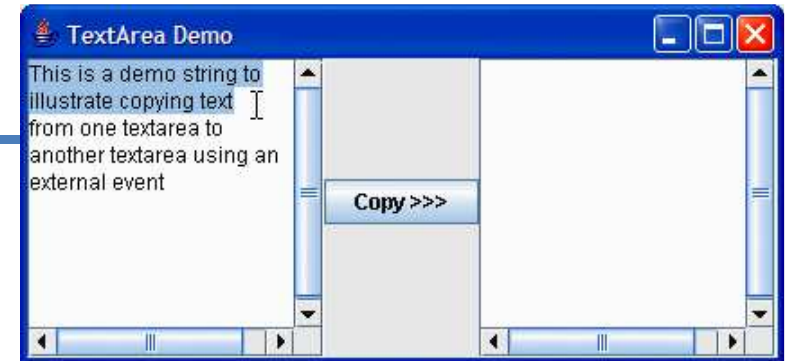 TextArea Demo
This is a demo string to
illustrate copying text
from one textarea to
another textarea using an
external event
Copy >>>